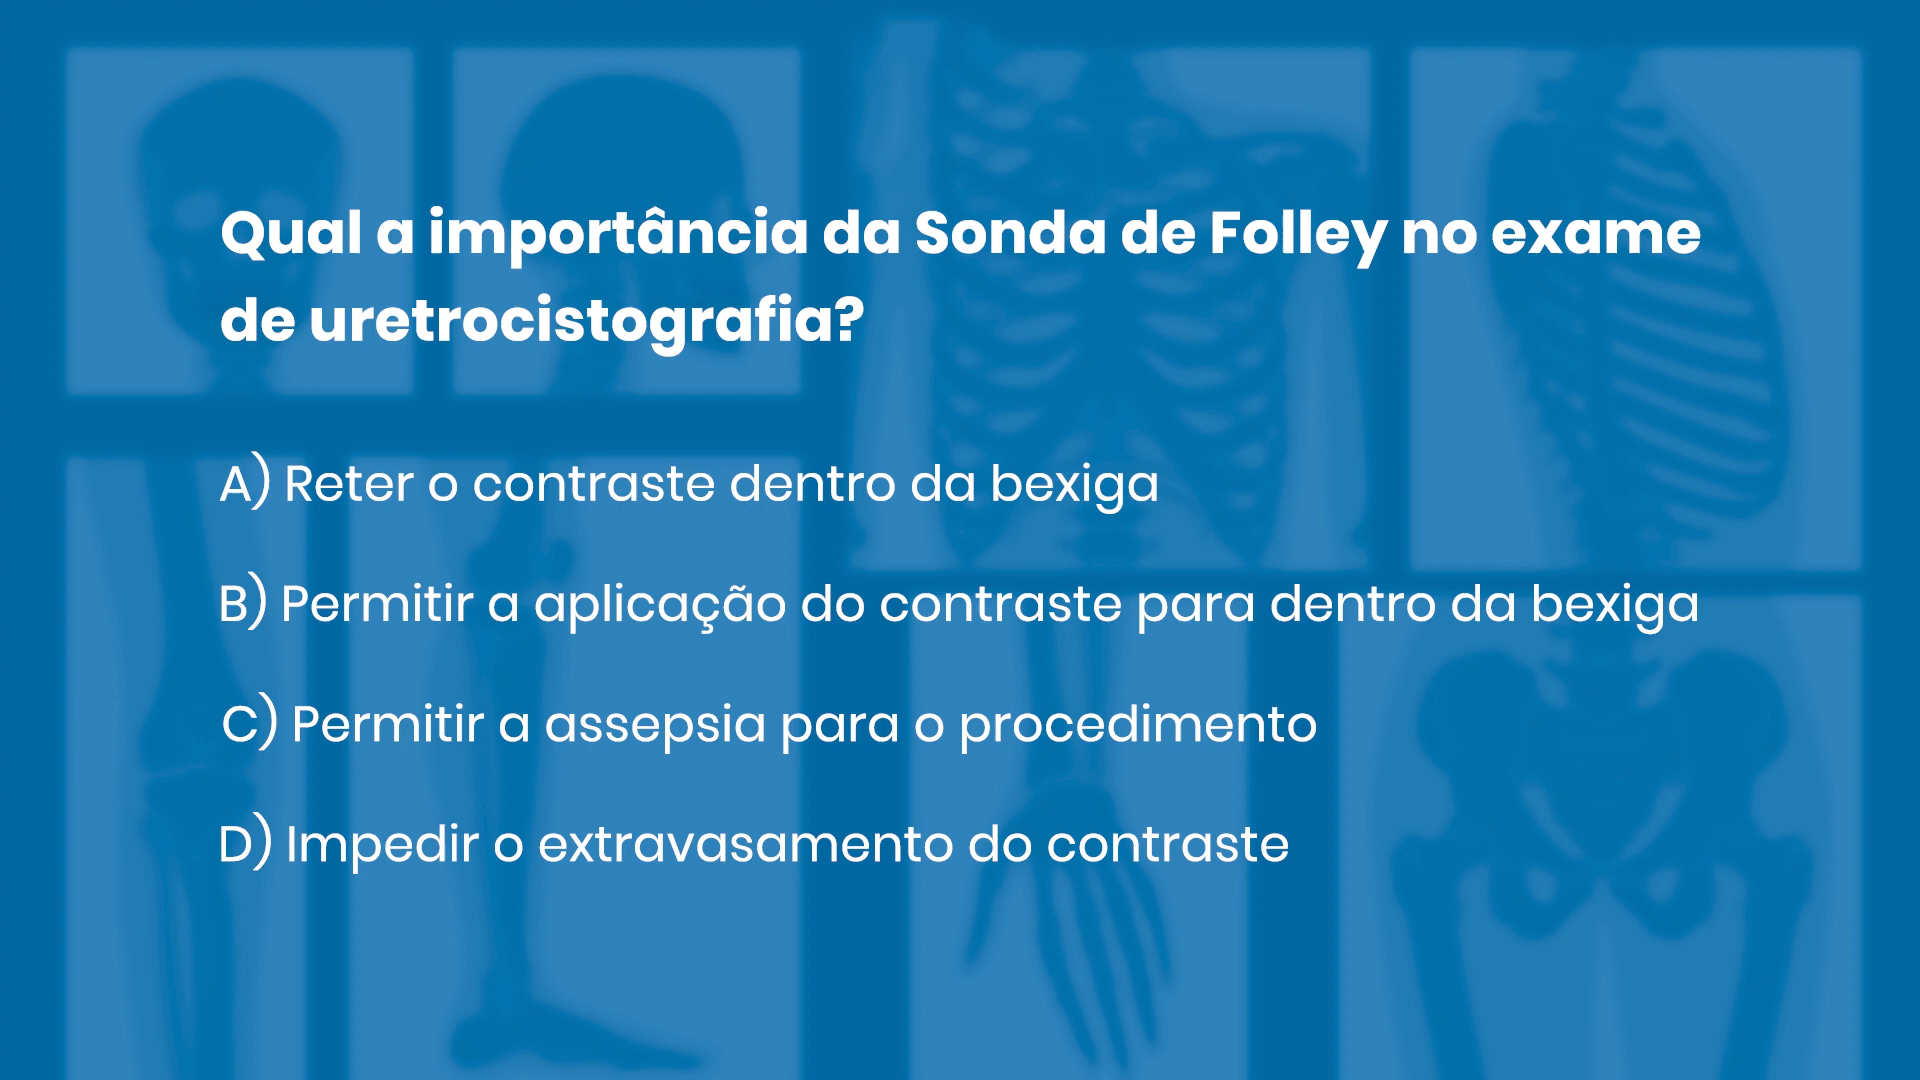 Qual a importância da Sonda de Folley no exame
de uretrocistografia?
A) Reter o contraste dentro da bexiga
B) Permitir a aplicação do contraste para dentro da bexiga
C) Permitir a assepsia para o procedimento
D) Impedir o extravasamento do contraste